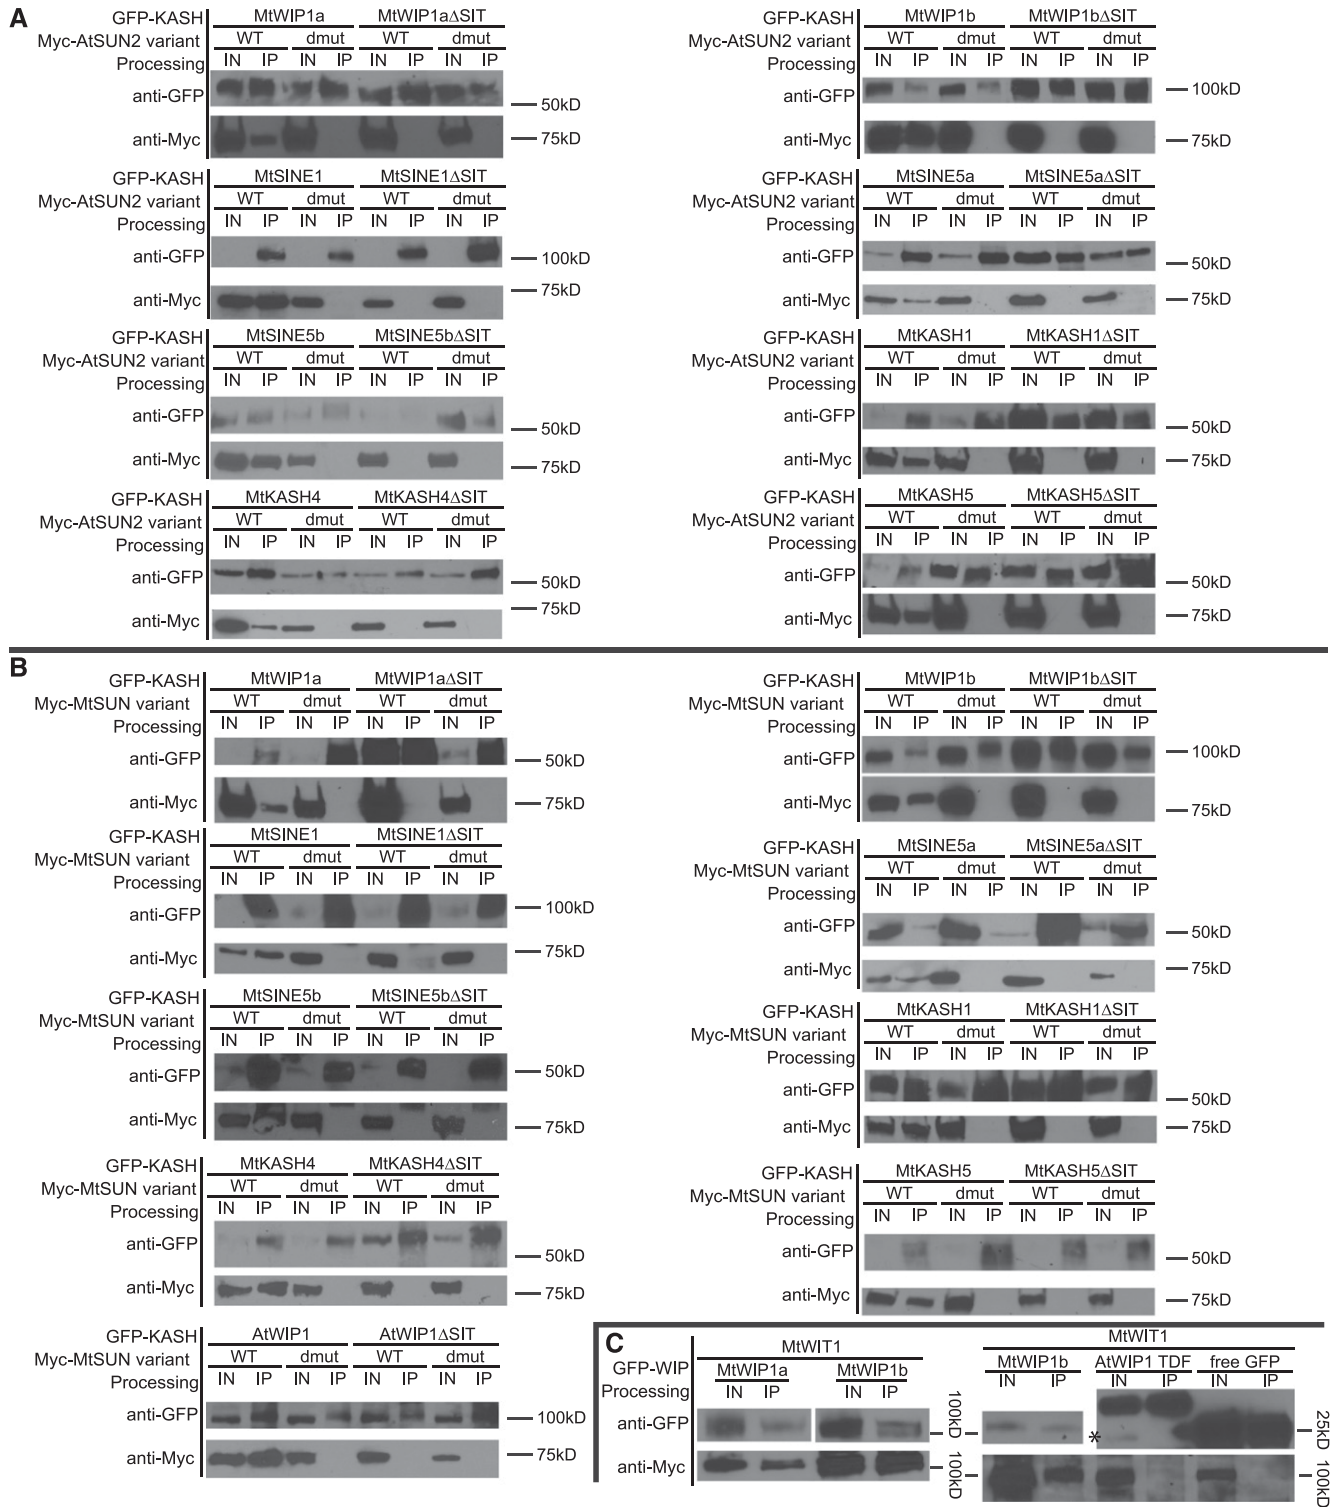 A
GFP-KASH MtWIP1a MtWIP1aΔSIT
Myc-AtSUN2 variant WT dmut WT dmut
Processing IN IP IN IP IN IP IN IP
anti-GFP 50kD
anti-Myc 75kD
GFP-KASH MtWIP1b MtWIP1bΔSIT
Myc-AtSUN2 variant WT dmut WT dmut
Processing IN IP IN IP IN IP IN IP
anti-GFP 100kD
anti-Myc 75kD
GFP-KASH MtSINE1 MtSINE1ΔSIT
Myc-AtSUN2 variant WT dmut WT dmut
Processing IN IP IN IP IN IP IN IP
anti-GFP 100kD
anti-Myc 75kD
GFP-KASH MtSINE5a MtSINE5aΔSIT
Myc-AtSUN2 variant WT dmut WT dmut
Processing IN IP IN IP IN IP IN IP
anti-GFP 50kD
anti-Myc 75kD
GFP-KASH MtSINE5b MtSINE5bΔSIT
Myc-AtSUN2 variant WT dmut WT dmut
Processing IN IP IN IP IN IP IN IP
anti-GFP 50kD
anti-Myc 75kD
GFP-KASH MtKASH1 MtKASH1ΔSIT
Myc-AtSUN2 variant WT dmut WT dmut
Processing IN IP IN IP IN IP IN IP
anti-GFP 50kD
anti-Myc 75kD
GFP-KASH MtKASH4 MtKASH4ΔSIT
Myc-AtSUN2 variant WT dmut WT dmut
Processing IN IP IN IP IN IP IN IP
anti-GFP 50kD
75kD
anti-Myc
GFP-KASH MtKASH5 MtKASH5ΔSIT
Myc-AtSUN2 variant WT dmut WT dmut
Processing IN IP IN IP IN IP IN IP
anti-GFP 50kD
anti-Myc 75kD
B
GFP-KASH MtWIP1a MtWIP1aΔSIT
Myc-MtSUN variant WT dmut WT dmut
Processing IN IP IN IP IN IP IN IP
anti-GFP 50kD
anti-Myc 75kD
GFP-KASH MtWIP1b MtWIP1bΔSIT
Myc-MtSUN variant WT dmut WT dmut
Processing IN IP IN IP IN IP IN IP
anti-GFP 100kD
anti-Myc 75kD
GFP-KASH MtSINE1 MtSINE1ΔSIT
Myc-MtSUN variant WT dmut WT dmut
Processing IN IP IN IP IN IP IN IP
anti-GFP 100kD
anti-Myc 75kD
GFP-KASH MtSINE5a MtSINE5aΔSIT
Myc-MtSUN variant WT dmut WT dmut
Processing IN IP IN IP IN IP IN IP
anti-GFP 50kD
anti-Myc 75kD
GFP-KASH MtSINE5b MtSINE5bΔSIT
Myc-MtSUN variant WT dmut WT dmut
Processing IN IP IN IP IN IP IN IP
anti-GFP 50kD
anti-Myc 75kD
GFP-KASH MtKASH1 MtKASH1ΔSIT
Myc-MtSUN variant WT dmut WT dmut
Processing IN IP IN IP IN IP IN IP
anti-GFP 50kD
anti-Myc 75kD
GFP-KASH MtKASH4 MtKASH4ΔSIT
Myc-MtSUN variant WT dmut WT dmut
Processing IN IP IN IP IN IP IN IP
anti-GFP 50kD
anti-Myc 75kD
GFP-KASH MtKASH5 MtKASH5ΔSIT
Myc-MtSUN variant WT dmut WT dmut
Processing IN IP IN IP IN IP IN IP
anti-GFP 50kD
anti-Myc 75kD
GFP-KASH AtWIP1 AtWIP1ΔSIT
Myc-MtSUN variant WT dmut WT dmut
Processing IN IP IN IP IN IP IN IP
anti-GFP 100kD
anti-Myc 75kD
C
MtWIT1 MtWIT1
GFP-WIP MtWIP1a MtWIP1b MtWIP1b AtWIP1 TDF free GFP
Processing IN IP IN IP IN IP IN IP IN IP
anti-GFP 100kD * 25kD
anti-Myc 100kD 100kD